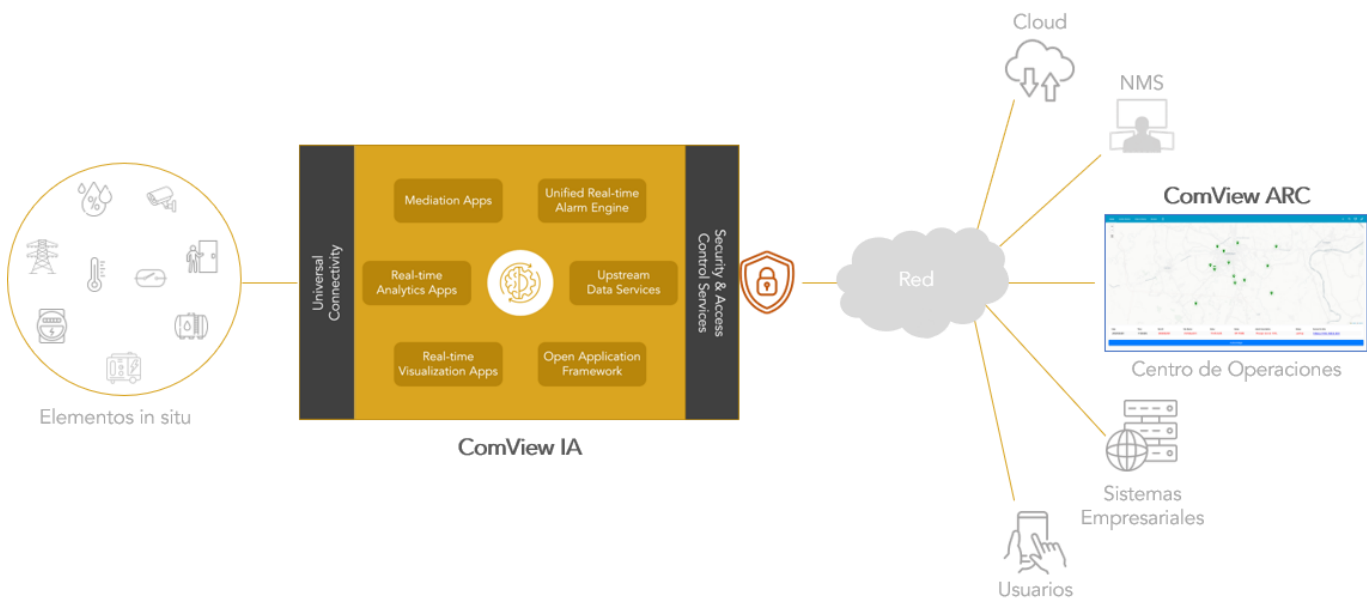 Cloud
NMS
ComView ARC
Centro de Operaciones
Sistemas
Empresariales
Usuarios
Red
Elementos in situ
Universal
Connectivity
Mediation Apps
Unified Real-time
Alarm Engine
Real-time
Analytics Apps
Upstream
Data Services
Real-time
Visualization Apps
Open Application
Framework
Security & Access
Control Services
ComView IA
%